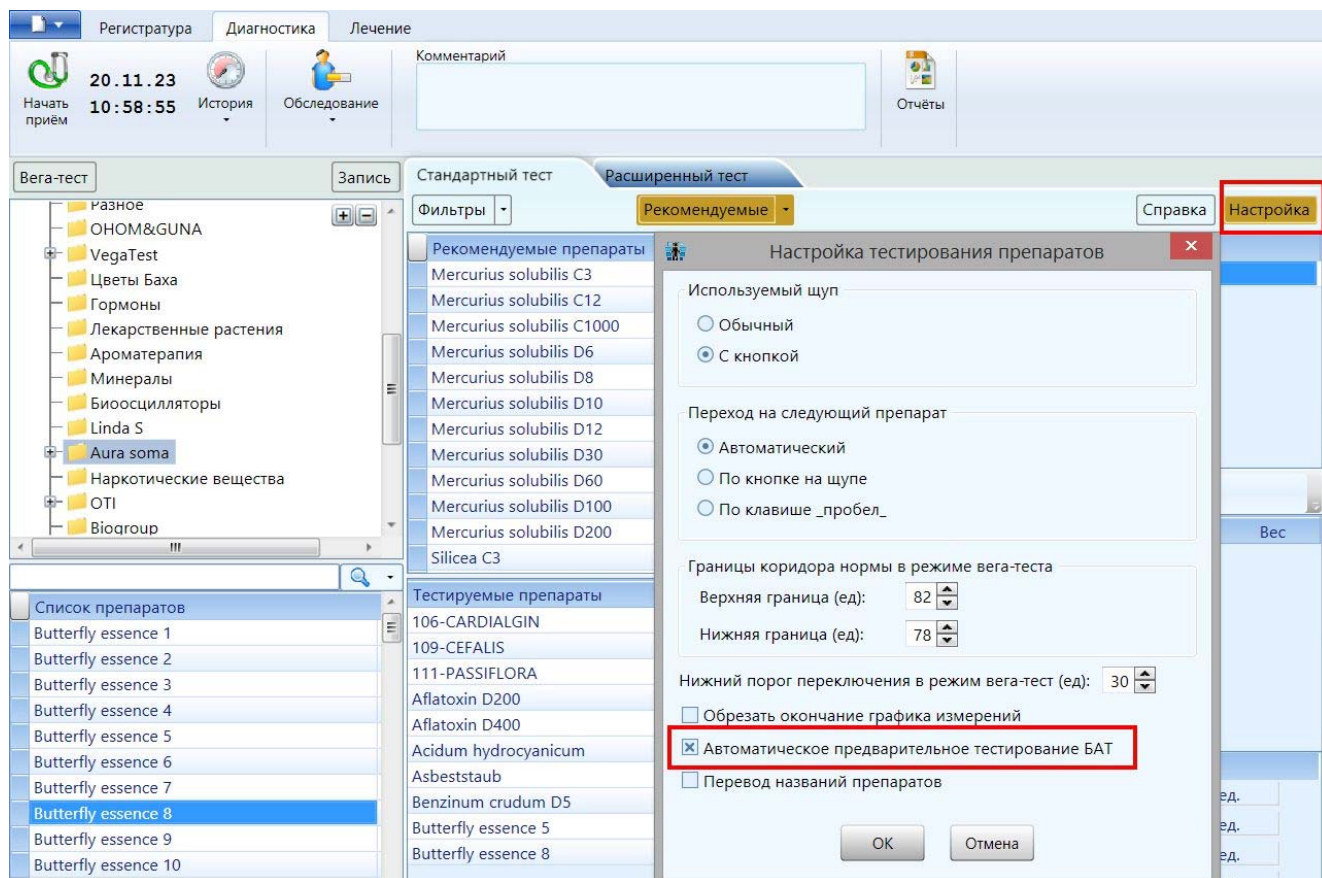 Регистратура Диагностика Лечение
Начать приём
20.11.23
10:58:55
История
Обследование
Комментарий
Отчёты
Вега-тест Запись
Разное
OHOM&GUNA
VegaTest
Цветы Баха
Гормоны
Лекарственные растения
Ароматерапия
Минералы
Биоосцилляторы
Linda S
Aura soma
Наркотические вещества
OTI
Biogroup
Список препаратов
Butterfly essence 1
Butterfly essence 2
Butterfly essence 3
Butterfly essence 4
Butterfly essence 5
Butterfly essence 6
Butterfly essence 7
Butterfly essence 8
Butterfly essence 9
Butterfly essence 10
Стандартный тест Расширенный тест
Фильтры Рекомендуемые Справка Настройка
Рекомендуемые препараты
Mercurius solubilis C3
Mercurius solubilis C12
Mercurius solubilis C1000
Mercurius solubilis D6
Mercurius solubilis D8
Mercurius solubilis D10
Mercurius solubilis D12
Mercurius solubilis D30
Mercurius solubilis D60
Mercurius solubilis D100
Mercurius solubilis D200
Silicea C3
Тестируемые препараты
106-CARDIALGIN
109-CEFALIS
111-PASSIFLORA
Aflatoxin D200
Aflatoxin D400
Acidum hydrocyanicum
Asbeststaub
Benzinum crudum D5
Butterfly essence 5
Butterfly essence 8
Настройка тестирования препаратов
Используемый щуп
Обычный
С кнопкой
Переход на следующий препарат
Автоматический
По кнопке на щупе
По клавише _пробел_
Границы коридора нормы в режиме вега-теста
Верхняя граница (ед): 82
Нижняя граница (ед): 78
Нижний порог переключения в режим вега-тест (ед): 30
Обрезать окончание графика измерений
Автоматическое предварительное тестирование БАТ
Перевод названий препаратов
ОК Отмена
Вес
ед.
ед.
ед.